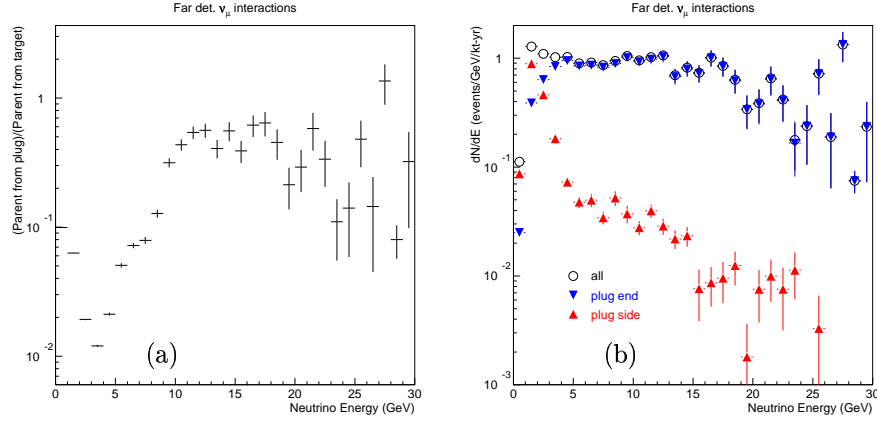 Far det. νμ interactions
(Parent from plug)/(Parent from target)
1
10⁻¹
10⁻²
(a)
0 5 10 15 20 25 30
Neutrino Energy (GeV)
Far det. νμ interactions
dN/dE (events/GeV/kt-yr)
1
10⁻¹
10⁻²
10⁻³
all
plug end
plug side
(b)
0 5 10 15 20 25 30
Neutrino Energy (GeV)